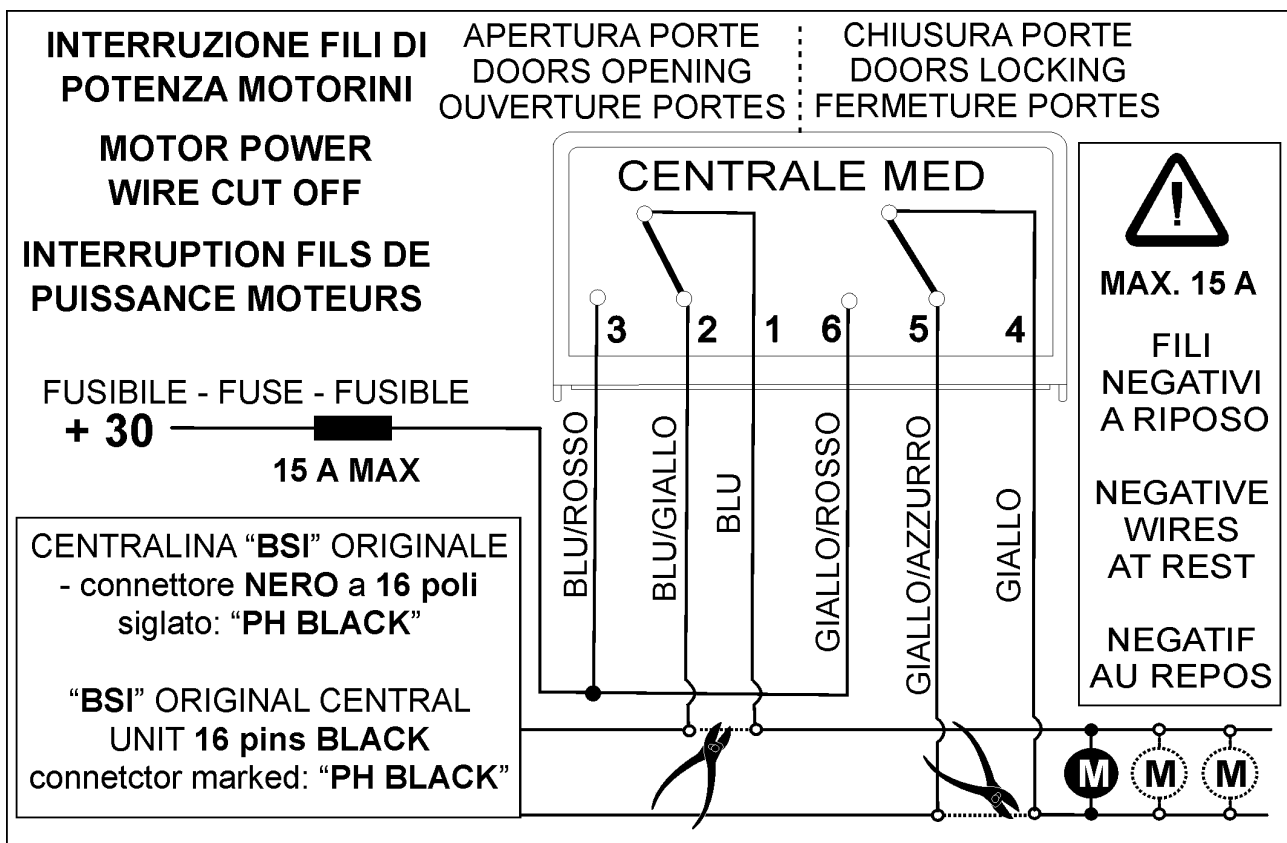 INTERRUZIONE FILI DI
POTENZA MOTORINI
MOTOR POWER
WIRE CUT OFF
INTERRUPTION FILS DE
PUISSANCE MOTEURS
APERTURA PORTE
DOORS OPENING
OUVERTURE PORTES
CHIUSURA PORTE
DOORS LOCKING
FERMETURE PORTES
CENTRALE MED
3 2 1 6 5 4
BLU/ROSSO
BLU/GIALLO
BLU
GIALLO/ROSSO
GIALLO/AZZURRO
GIALLO
FUSIBILE - FUSE - FUSIBLE
+ 30
15 A MAX
CENTRALINA “BSI” ORIGINALE
- connettore NERO a 16 poli
siglato: “PH BLACK”
“BSI” ORIGINAL CENTRAL
UNIT 16 pins BLACK
connetctor marked: “PH BLACK”
!
MAX. 15 A
FILI
NEGATIVI
A RIPOSO
NEGATIVE
WIRES
AT REST
NEGATIF
AU REPOS
M M M